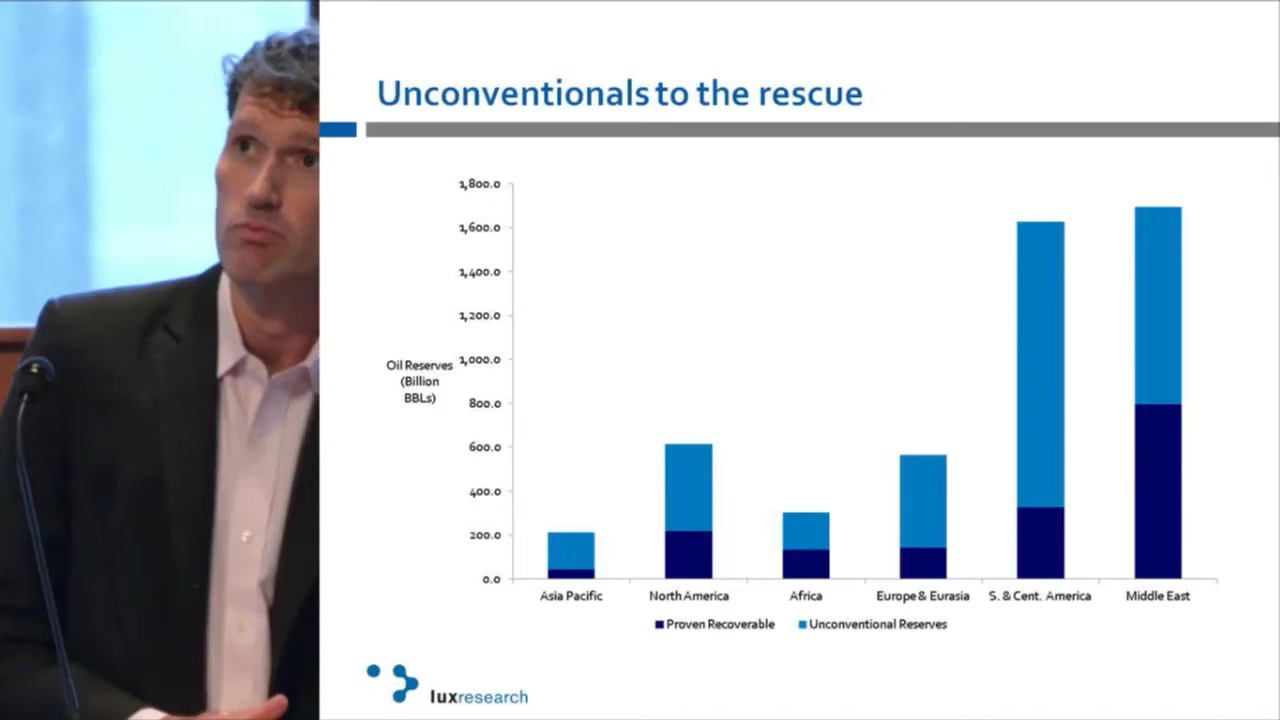 Unconventionals to the rescue
1,800.0
1,600.0
1,400.0
1,200.0
1,000.0
800.0
600.0
400.0
200.0
0.0
Oil Reserves
(Billion
BBLs)
Asia Pacific
North America
Africa
Europe & Eurasia
S. & Cent. America
Middle East
Proven Recoverable
Unconventional Reserves
luxresearch